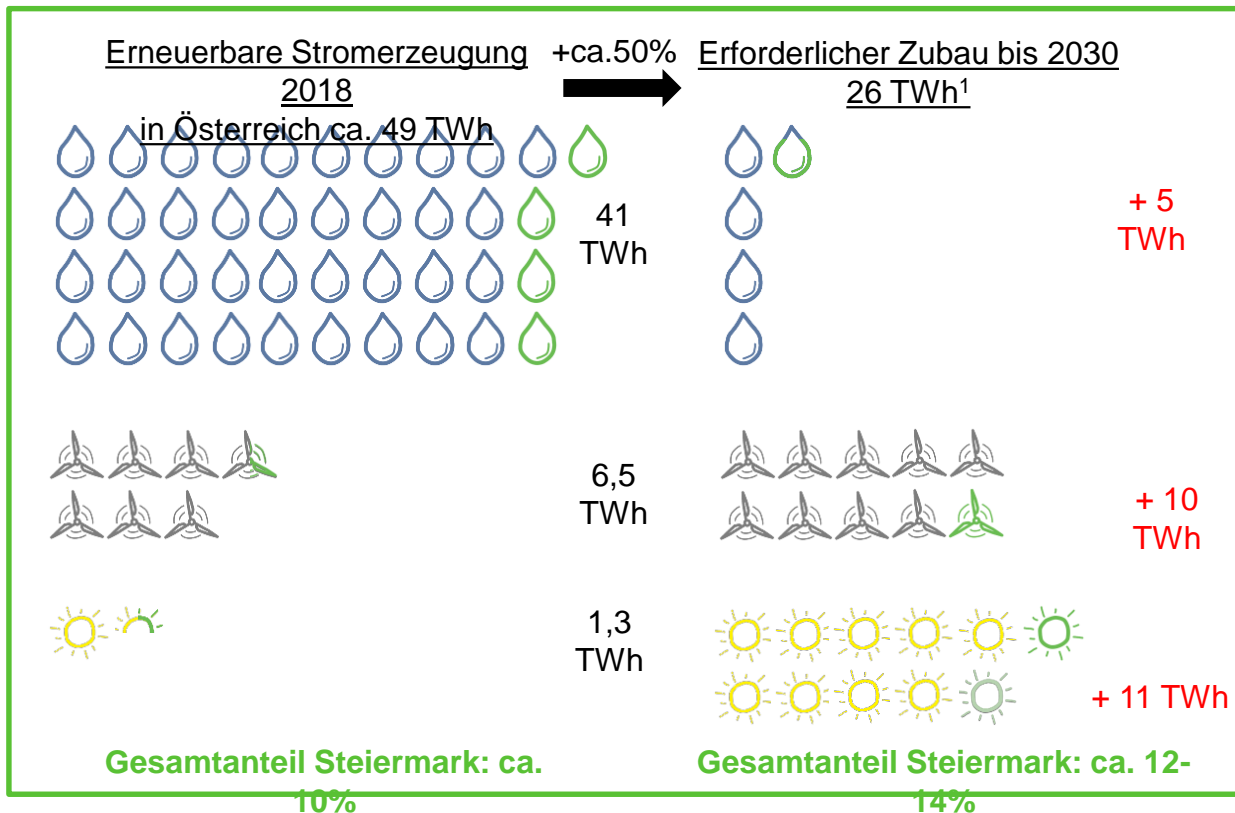 Erneuerbare Stromerzeugung
2018
in Österreich ca. 49 TWh
+ca.50%
Erforderlicher Zubau bis 2030
26 TWh¹
41
TWh
+ 5
TWh
6,5
TWh
+ 10
TWh
1,3
TWh
+ 11 TWh
Gesamtanteil Steiermark: ca.
10%
Gesamtanteil Steiermark: ca. 12-
14%